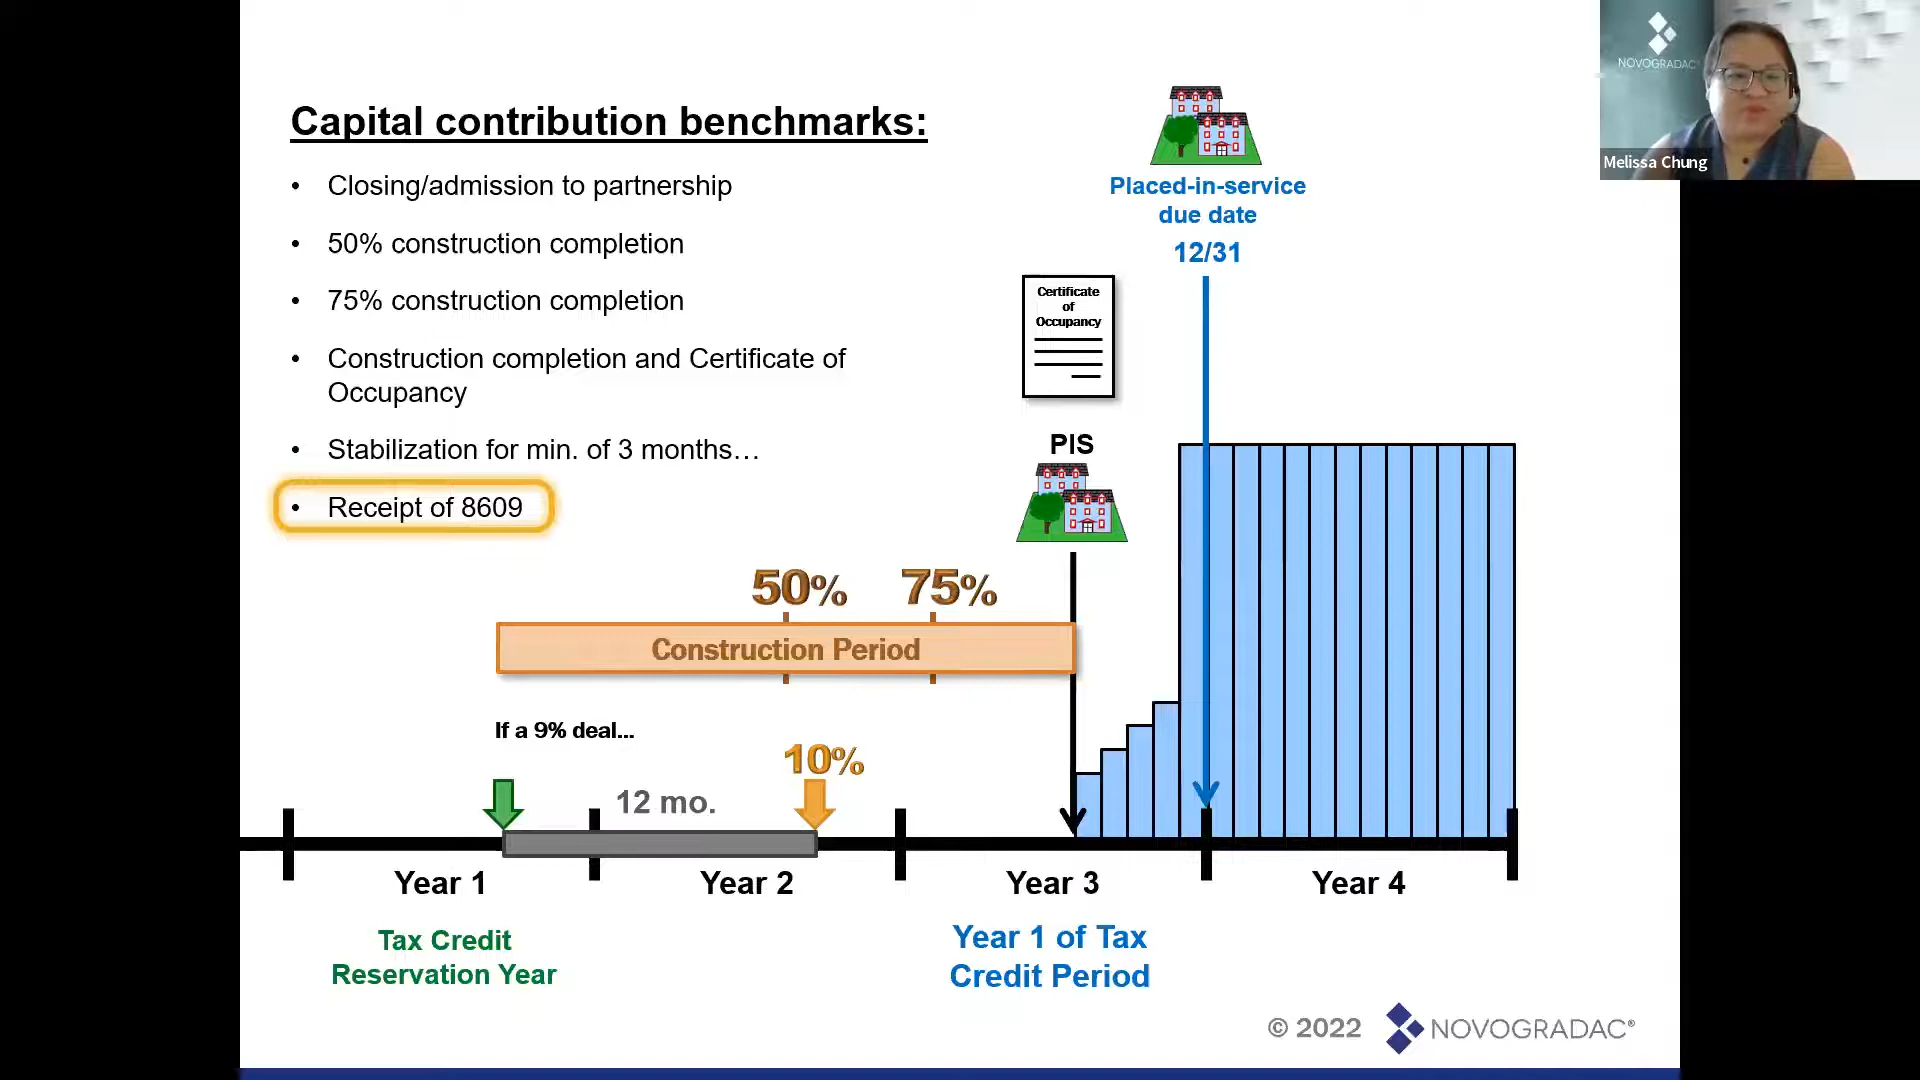 Capital contribution benchmarks:
• Closing/admission to partnership
• 50% construction completion
• 75% construction completion
• Construction completion and Certificate of
Occupancy
• Stabilization for min. of 3 months…
• Receipt of 8609
NOVOGRADAC
Melissa Chung
Placed-in-service
due date
12/31
Certificate
of
Occupancy
PIS
50% 75%
Construction Period
If a 9% deal...
10%
12 mo.
Year 1 Year 2 Year 3 Year 4
Tax Credit
Reservation Year
Year 1 of Tax
Credit Period
© 2022 NOVOGRADAC®